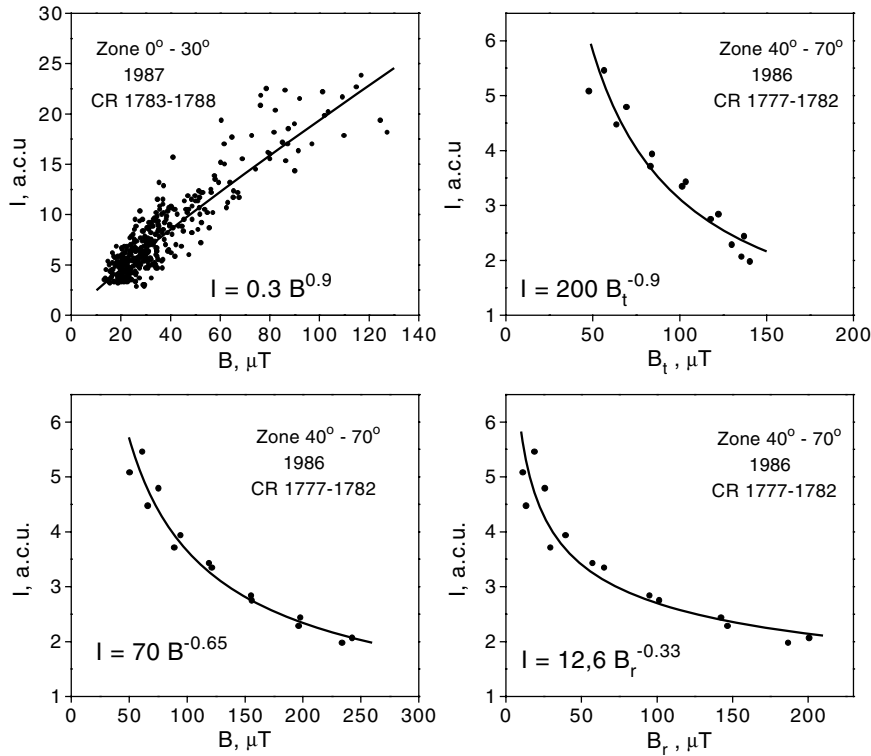 30
25
20
15
10
5
0
I, a.c.u
Zone 0° - 30°
1987
CR 1783-1788
I = 0.3 B^0.9
0 20 40 60 80 100 120 140
B, μT
6
5
4
3
2
1
I, a.c.u
Zone 40° - 70°
1986
CR 1777-1782
I = 200 B_t^-0.9
0 50 100 150 200
B_t , μT
6
5
4
3
2
1
I, a.c.u.
Zone 40° - 70°
1986
CR 1777-1782
I = 70 B^-0.65
0 50 100 150 200 250 300
B, μT
6
5
4
3
2
1
I, a.c.u.
Zone 40° - 70°
1986
CR 1777-1782
I = 12,6 B_r^-0.33
0 50 100 150 200
B_r , μT